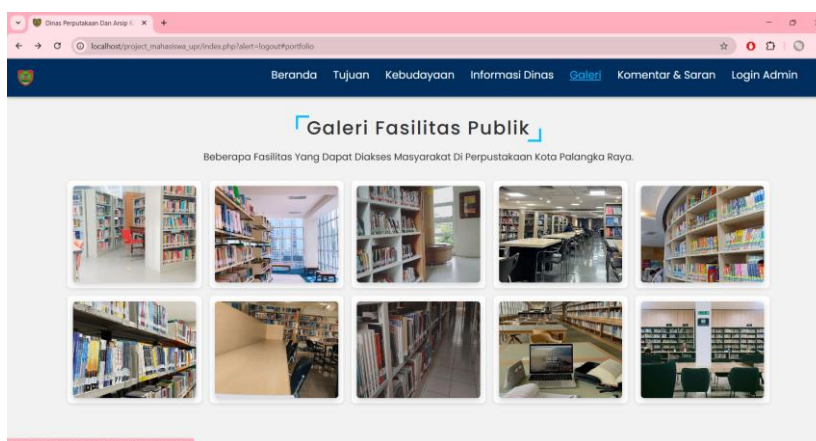 Dinas Perputakaan Dan Arsip K
localhost/project_mahasiswa_upr/index.php?alert=logout#portfolio
Beranda Tujuan Kebudayaan Informasi Dinas Galeri Komentar & Saran Login Admin
Galeri Fasilitas Publik
Beberapa Fasilitas Yang Dapat Diakses Masyarakat Di Perpustakaan Kota Palangka Raya.